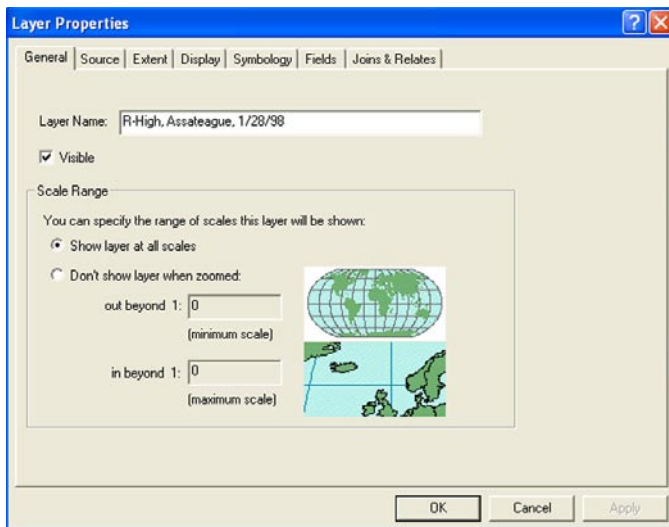 Layer Properties
General Source Extent Display Symbology Fields Joins & Relates
Layer Name: R-High, Assateague, 1/28/98
Visible
Scale Range
You can specify the range of scales this layer will be shown:
Show layer at all scales
Don't show layer when zoomed:
out beyond 1: 0
(minimum scale)
in beyond 1: 0
(maximum scale)
OK Cancel Apply